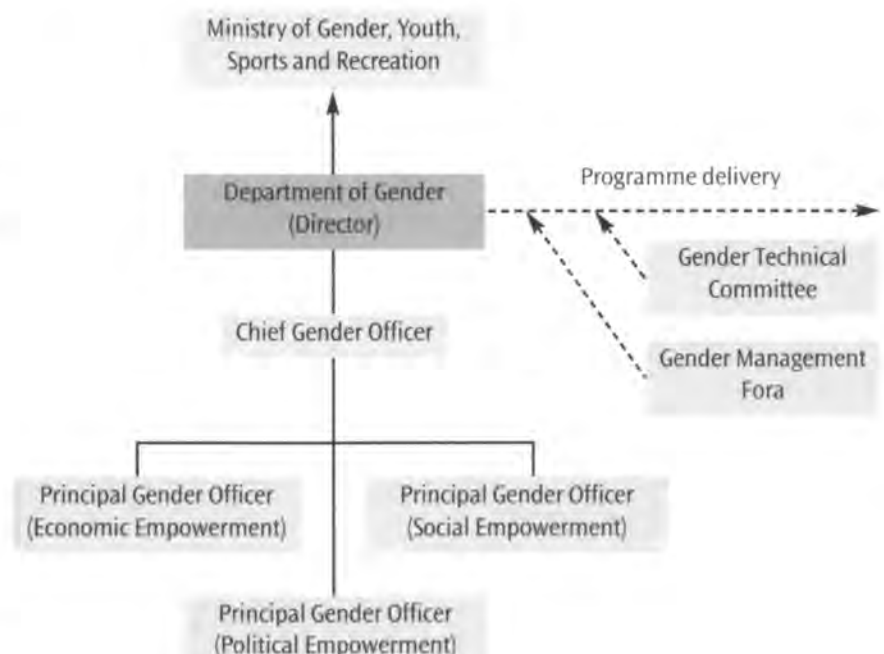 Ministry of Gender, Youth,
Sports and Recreation
Department of Gender
(Director)
Programme delivery
Gender Technical
Committee
Chief Gender Officer
Gender Management
Fora
Principal Gender Officer
(Economic Empowerment)
Principal Gender Officer
(Social Empowerment)
Principal Gender Officer
(Political Empowerment)